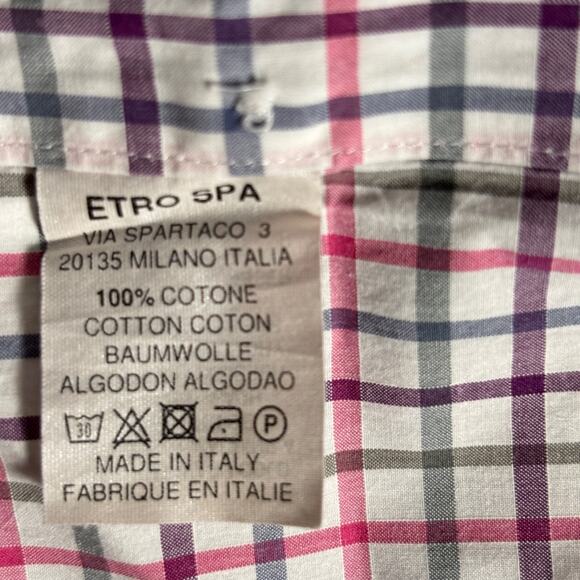 ETRO SPA
VIA SPARTACO 3
20135 MILANO ITALIA
100% COTONE
COTTON COTON
BAUMWOLLE
ALGODON ALGODAO
30 P
MADE IN ITALY
FABRIQUE EN ITALIE